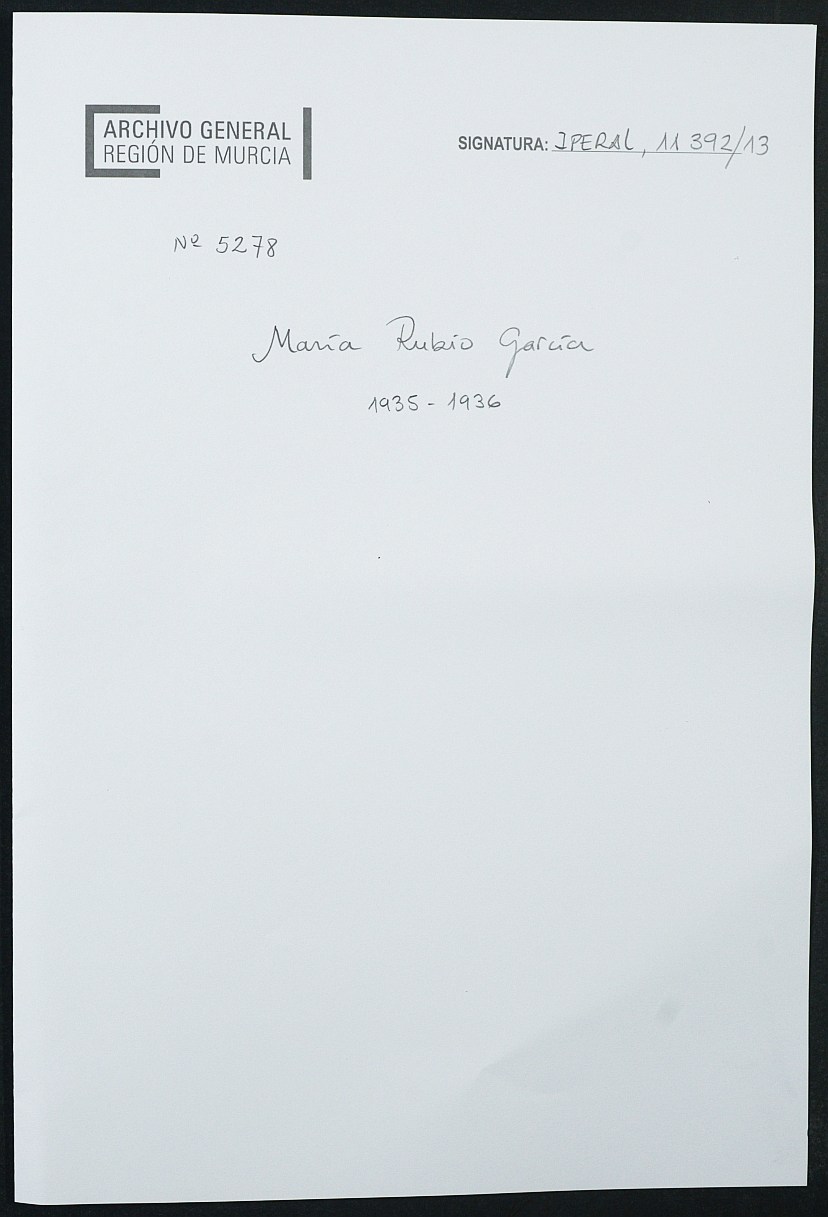 ARCHIVO GENERAL
REGIÓN DE MURCIA
SIGNATURA: IPERAL, 11392/13
Nº 5278
María Rubio García
1935 - 1936